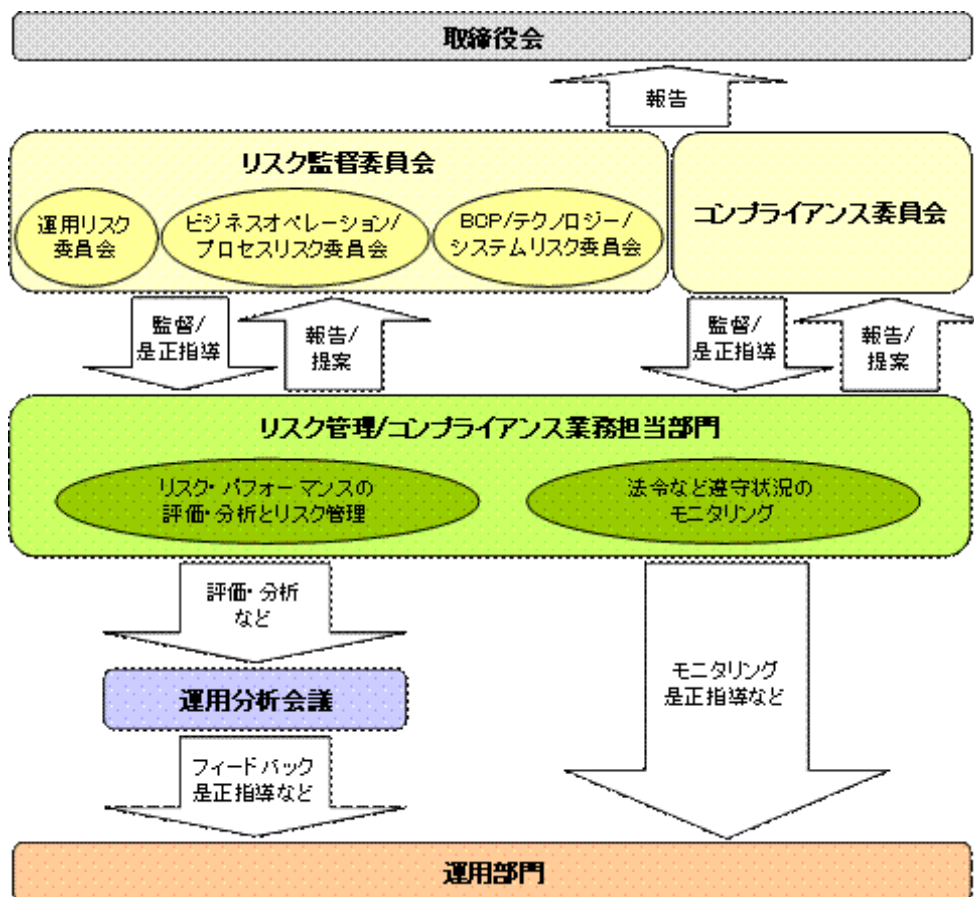 取締役会
報告
リスク監督委員会
運用リスク
委員会
ビジネスオペレーション/
プロセスリスク委員会
BCP/テクノロジー/
システムリスク委員会
コンプライアンス委員会
監督/
是正指導
報告/
提案
監督/
是正指導
報告/
提案
リスク管理/コンプライアンス業務担当部門
リスク・パフォーマンスの
評価・分析とリスク管理
法令など遵守状況の
モニタリング
評価・分析
など
運用分析会議
モニタリング
是正指導など
フィードバック
是正指導など
運用部門